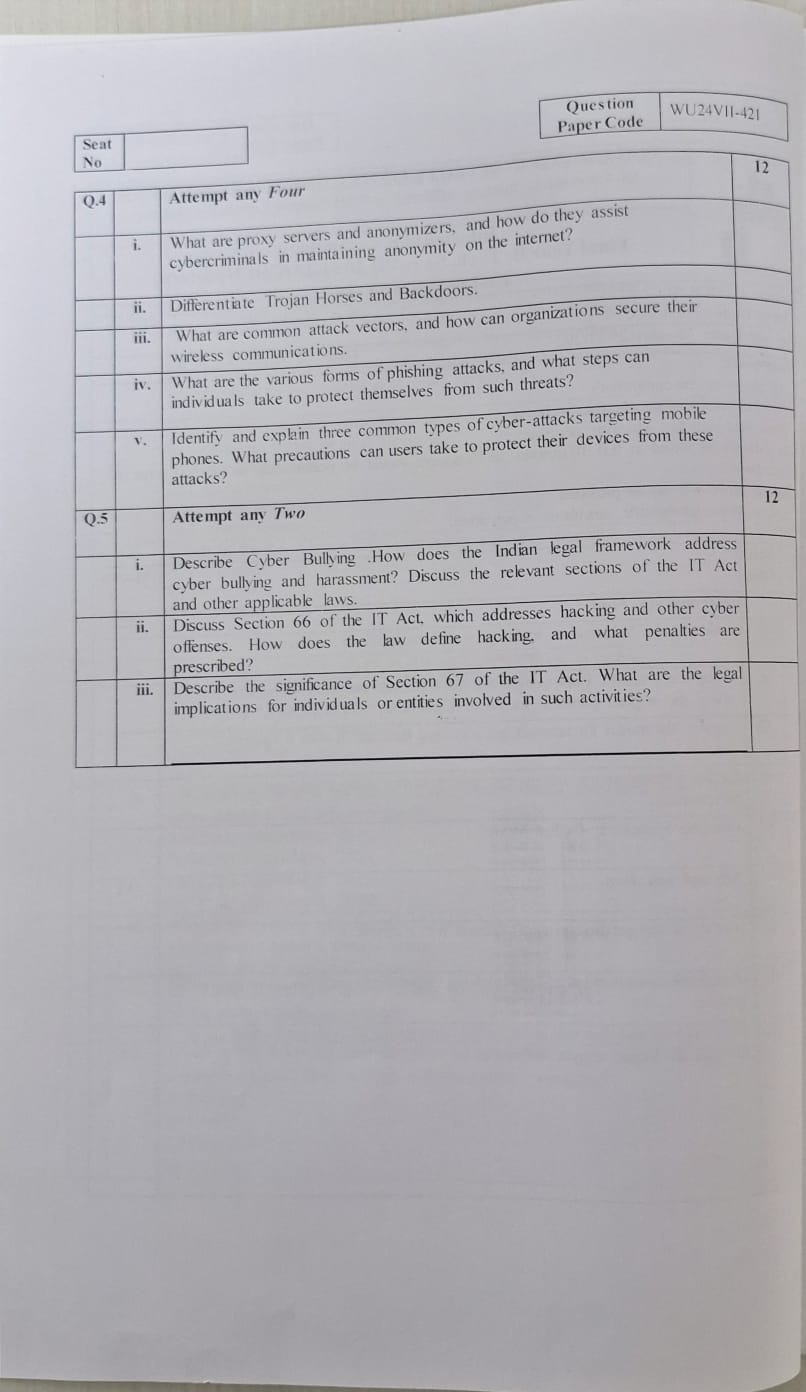 Question
Paper Code
WU24VII-421
Seat
No
12
Q.4 Attempt any Four
i. What are proxy servers and anonymizers, and how do they assist
cybercriminals in maintaining anonymity on the internet?
ii. Differentiate Trojan Horses and Backdoors.
iii. What are common attack vectors, and how can organizations secure their
wireless communications.
iv. What are the various forms of phishing attacks, and what steps can
individuals take to protect themselves from such threats?
v. Identify and explain three common types of cyber-attacks targeting mobile
phones. What precautions can users take to protect their devices from these
attacks?
12
Q.5 Attempt any Two
i. Describe Cyber Bullying .How does the Indian legal framework address
cyber bullying and harassment? Discuss the relevant sections of the IT Act
and other applicable laws.
ii. Discuss Section 66 of the IT Act, which addresses hacking and other cyber
offenses. How does the law define hacking, and what penalties are
prescribed?
iii. Describe the significance of Section 67 of the IT Act. What are the legal
implications for individuals or entities involved in such activities?